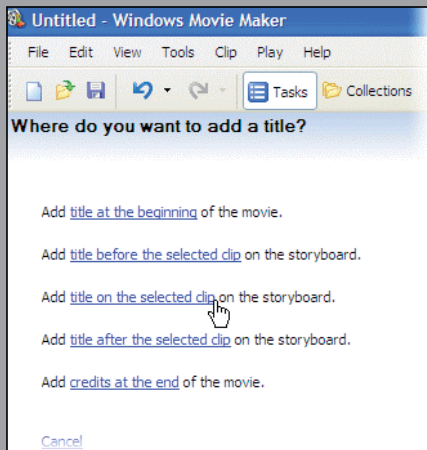 Untitled - Windows Movie Maker
File Edit View Tools Clip Play Help
Tasks Collections
Where do you want to add a title?
Add title at the beginning of the movie.
Add title before the selected clip on the storyboard.
Add title on the selected clip on the storyboard.
Add title after the selected clip on the storyboard.
Add credits at the end of the movie.
Cancel